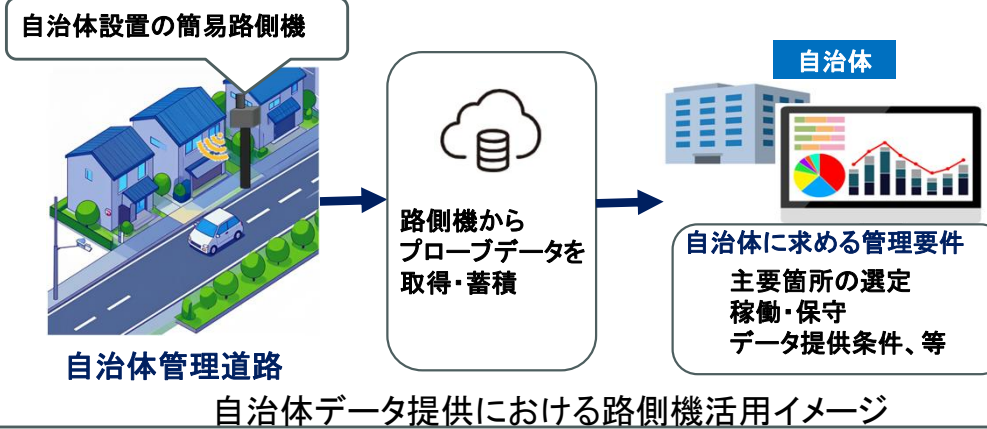 自治体設置の簡易路側機
自治体管理道路
路側機から
プローブデータを
取得・蓄積
自治体
自治体に求める管理要件
主要箇所の選定
稼働・保守
データ提供条件、等
自治体データ提供における路側機活用イメージ